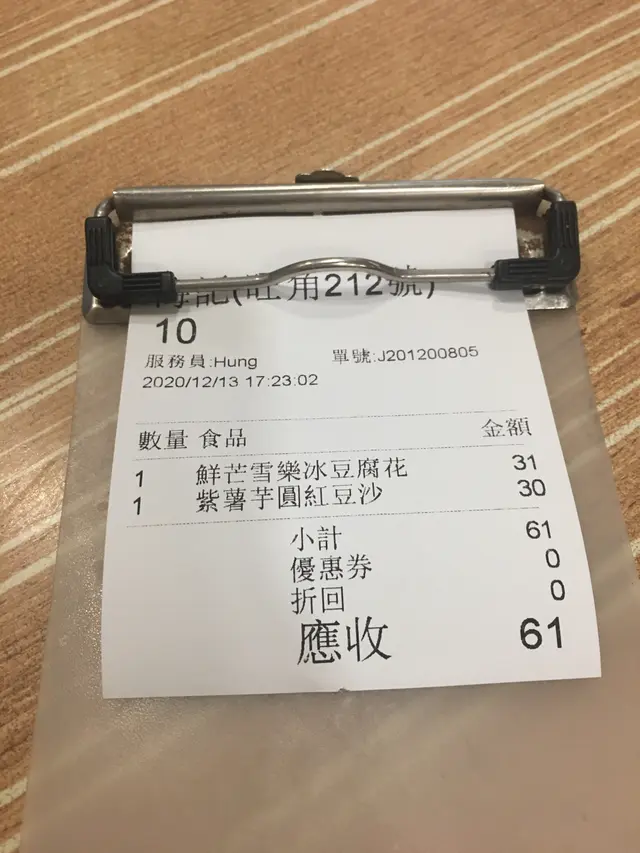 記(旺角212號)
10
服務員:Hung 單號:J201200805
2020/12/13 17:23:02
數量 食品 金額
1 鮮芒雪樂冰豆腐花 31
1 紫薯芋圓紅豆沙 30
小計 61
優惠券 0
折回 0
應收 61